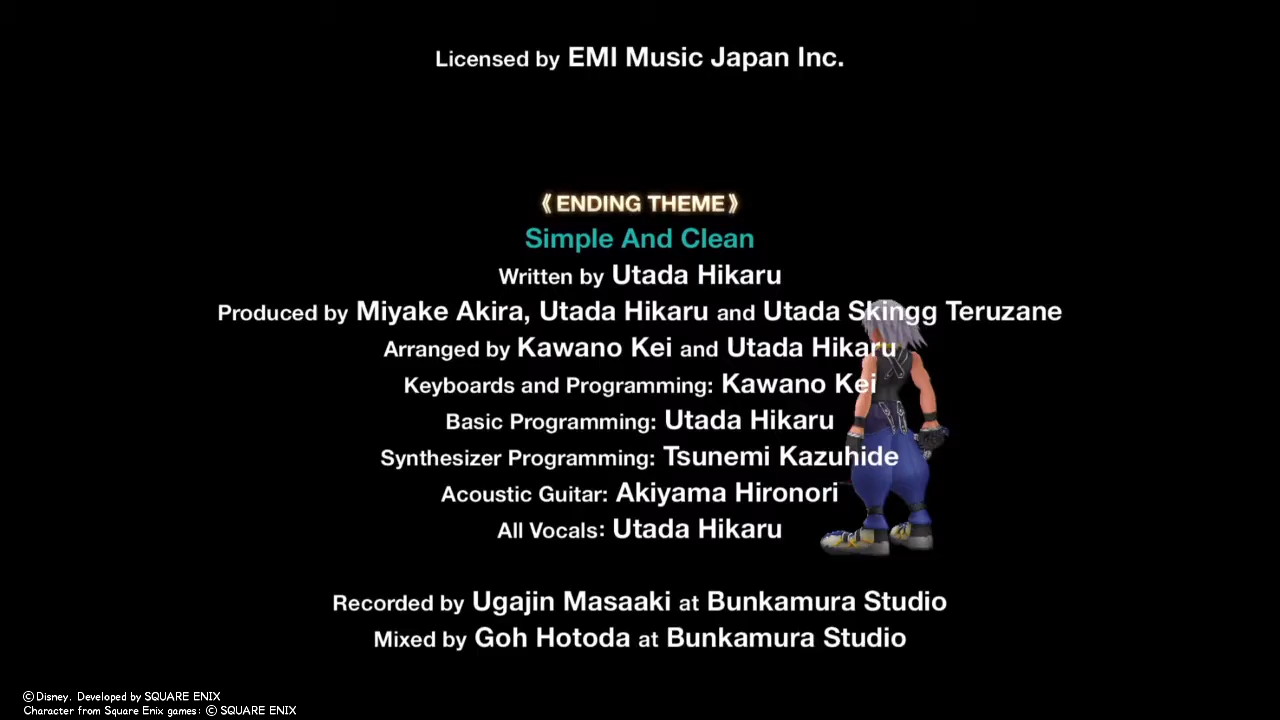 Licensed by EMI Music Japan Inc.
《ENDING THEME》
Simple And Clean
Written by Utada Hikaru
Produced by Miyake Akira, Utada Hikaru and Utada Skingg Teruzane
Arranged by Kawano Kei and Utada Hikaru
Keyboards and Programming: Kawano Kei
Basic Programming: Utada Hikaru
Synthesizer Programming: Tsunemi Kazuhide
Acoustic Guitar: Akiyama Hironori
All Vocals: Utada Hikaru
Recorded by Ugajin Masaaki at Bunkamura Studio
Mixed by Goh Hotoda at Bunkamura Studio
©Disney. Developed by SQUARE ENIX
Character from Square Enix games: © SQUARE ENIX